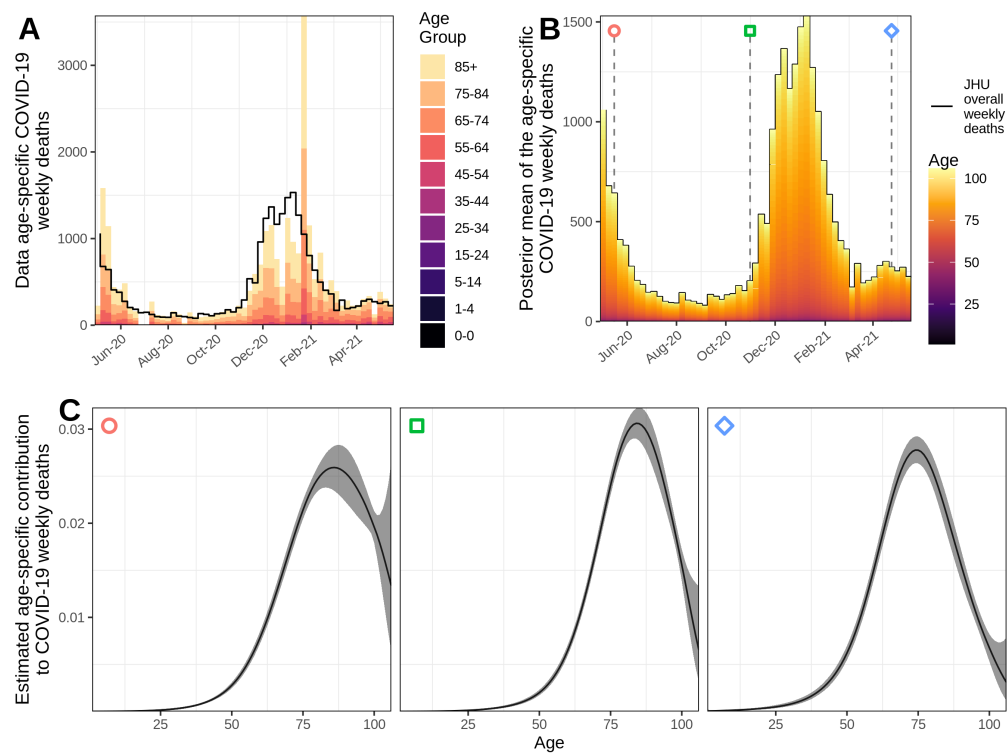 A
Data age-specific COVID-19
weekly deaths
3000
2000
1000
0
Jun-20
Aug-20
Oct-20
Dec-20
Feb-21
Apr-21
Age
Group
85+
75-84
65-74
55-64
45-54
35-44
25-34
15-24
5-14
1-4
0-0
B
Posterior mean of the age-specific
COVID-19 weekly deaths
1500
1000
500
0
Jun-20
Aug-20
Oct-20
Dec-20
Feb-21
Apr-21
JHU
overall
weekly
deaths
Age
100
75
50
25
C
Estimated age-specific contribution
to COVID-19 weekly deaths
0.03
0.02
0.01
25
50
75
100
25
50
75
100
25
50
75
100
Age